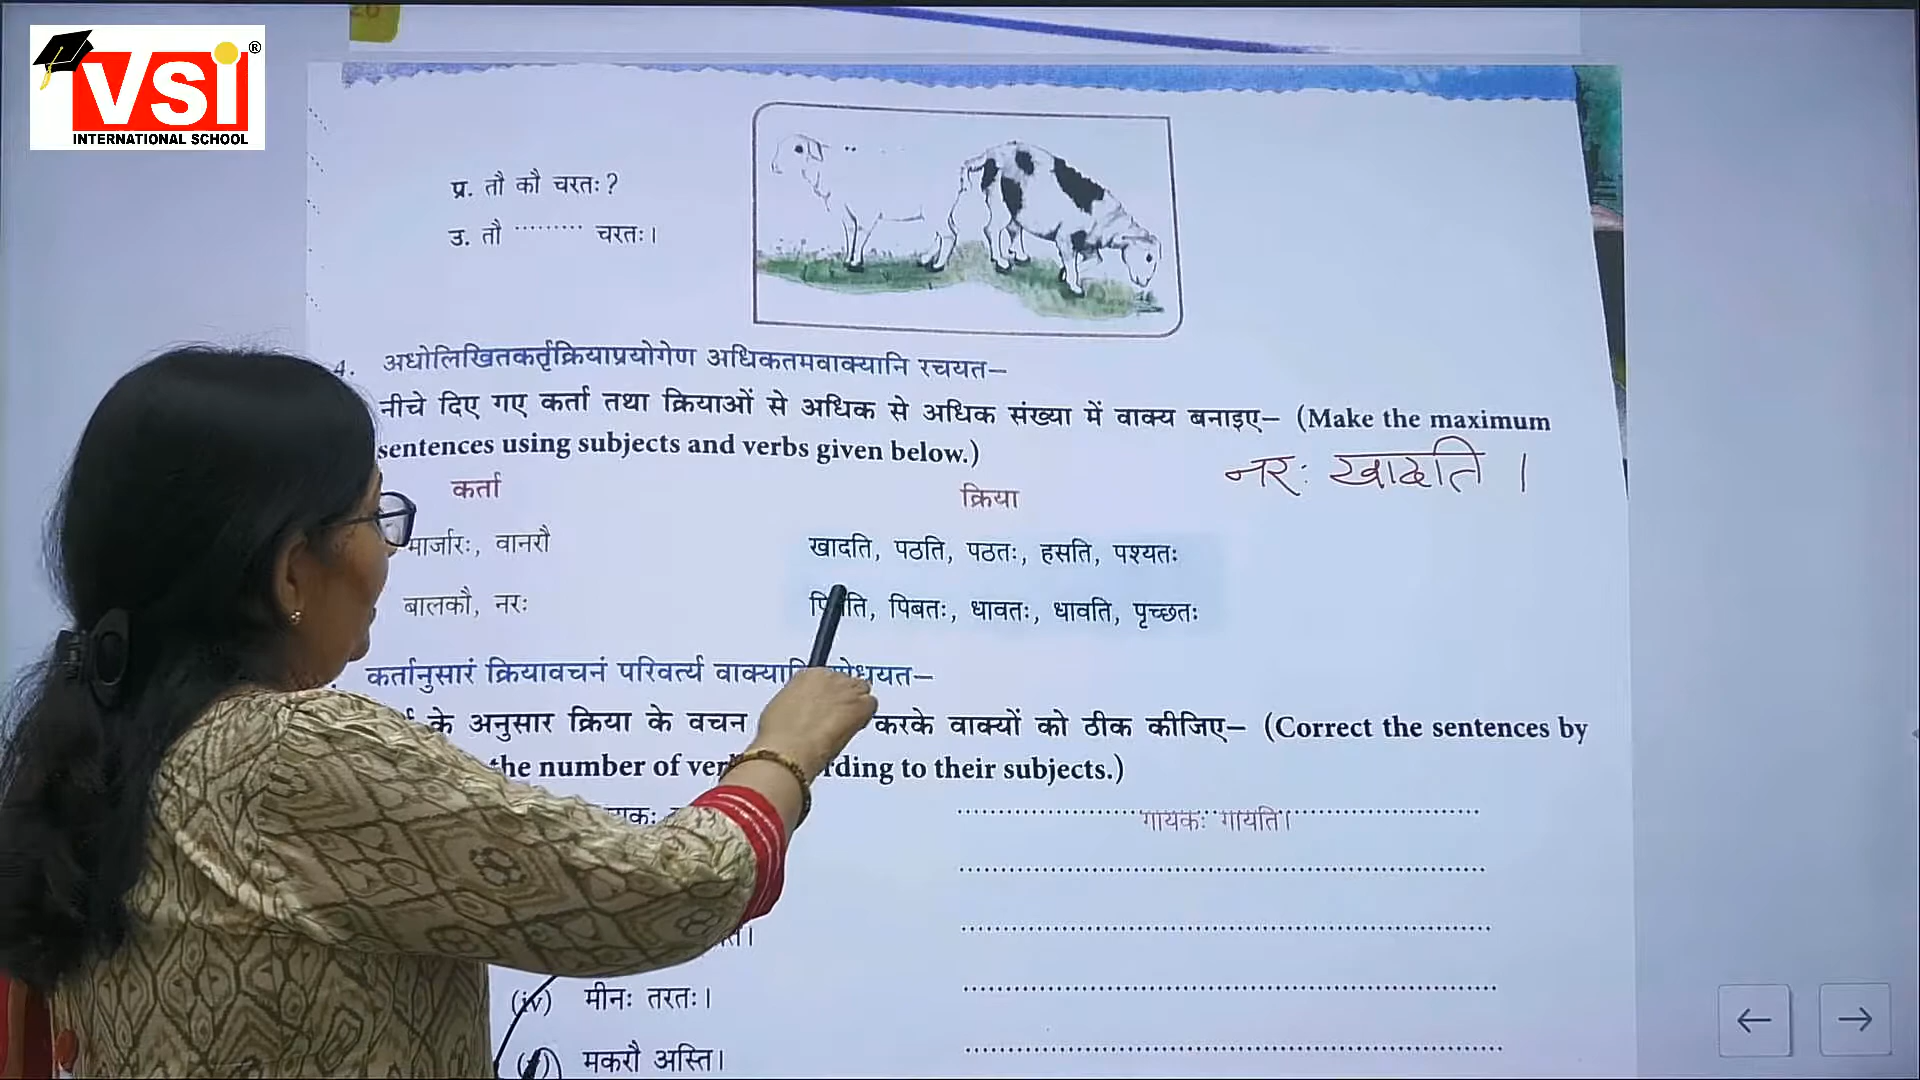 VSI®
INTERNATIONAL SCHOOL
प्र. तौ कौ चरतः?
उ. तौ ········· चरतः।
4. अधोलिखितकर्तृक्रियाप्रयोगेण अधिकतमवाक्यानि रचयत–
नीचे दिए गए कर्ता तथा क्रियाओं से अधिक से अधिक संख्या में वाक्य बनाइए– (Make the maximum
sentences using subjects and verbs given below.)
नरः खादति ।
कर्ता क्रिया
मार्जारः, वानरौ खादति, पठति, पठतः, हसति, पश्यतः
बालकौ, नरः पिबतः, धावतः, धावति, पृच्छतः
कर्तानुसारं क्रियावचनं परिवर्त्य
के अनुसार क्रिया के वचन करके वाक्यों को ठीक कीजिए– (Correct the sentences by
the number of their subjects.)
गायकः गायति।
(iv) मीनः तरतः।
मकरौ अस्ति।